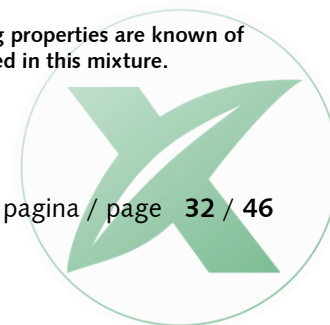 g properties are known of
ed in this mixture.
pagina / page 32 / 46